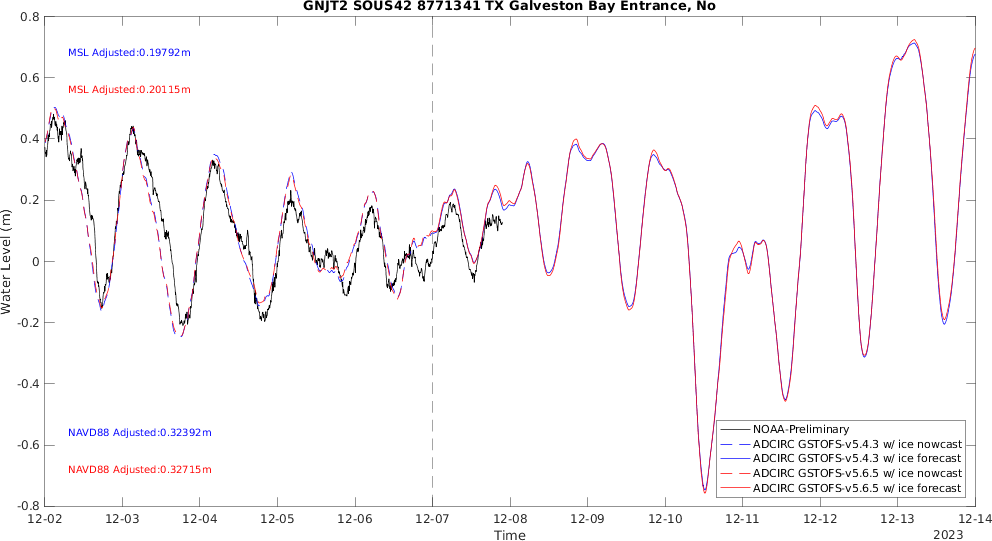 GNJT2 SOUS42 8771341 TX Galveston Bay Entrance, No
0.8
0.6
0.4
0.2
0
-0.2
-0.4
-0.6
-0.8
Water Level (m)
MSL Adjusted:0.19792m
MSL Adjusted:0.20115m
NAVD88 Adjusted:0.32392m
NAVD88 Adjusted:0.32715m
NOAA-Preliminary
ADCIRC GSTOFS-v5.4.3 w/ ice nowcast
ADCIRC GSTOFS-v5.4.3 w/ ice forecast
ADCIRC GSTOFS-v5.6.5 w/ ice nowcast
ADCIRC GSTOFS-v5.6.5 w/ ice forecast
12-02 12-03 12-04 12-05 12-06 12-07 12-08 12-09 12-10 12-11 12-12 12-13 12-14
Time
2023